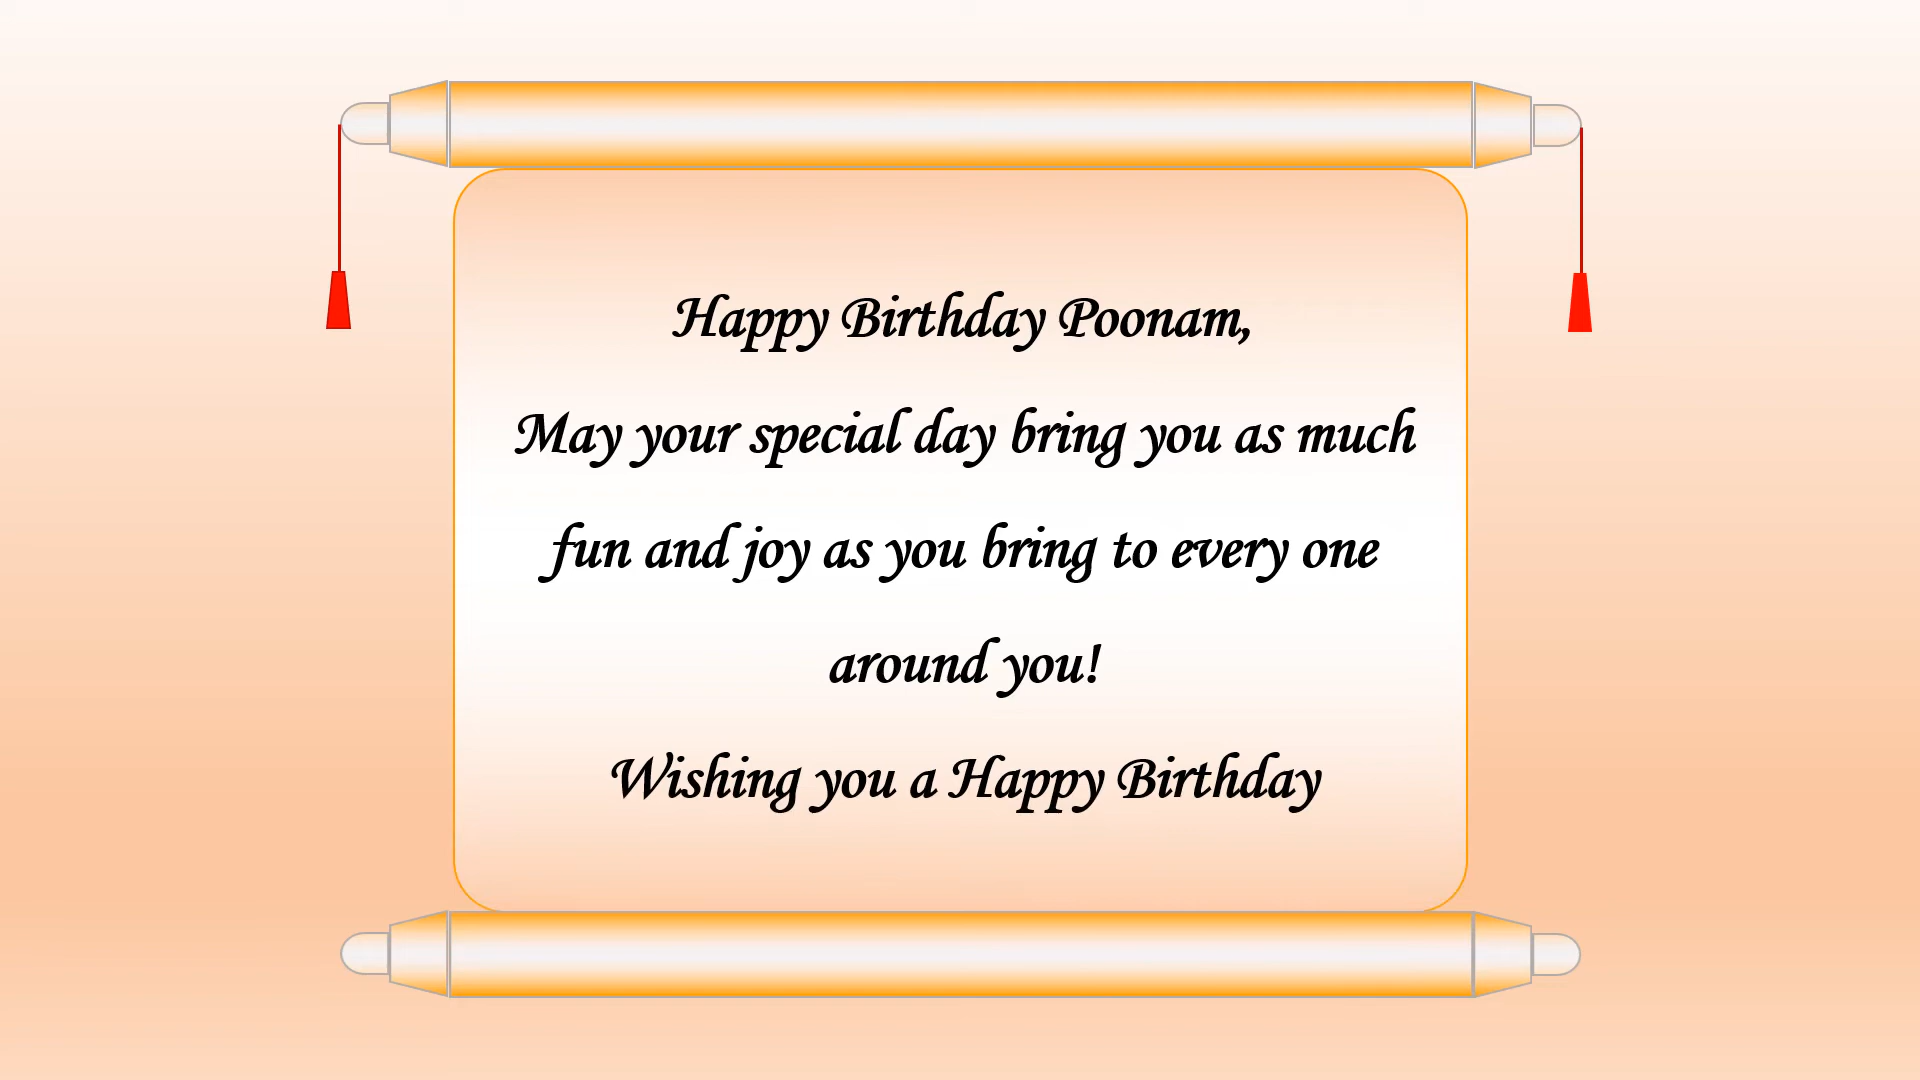 Happy Birthday Poonam,
May your special day bring you as much
fun and joy as you bring to every one
around you!
Wishing you a Happy Birthday